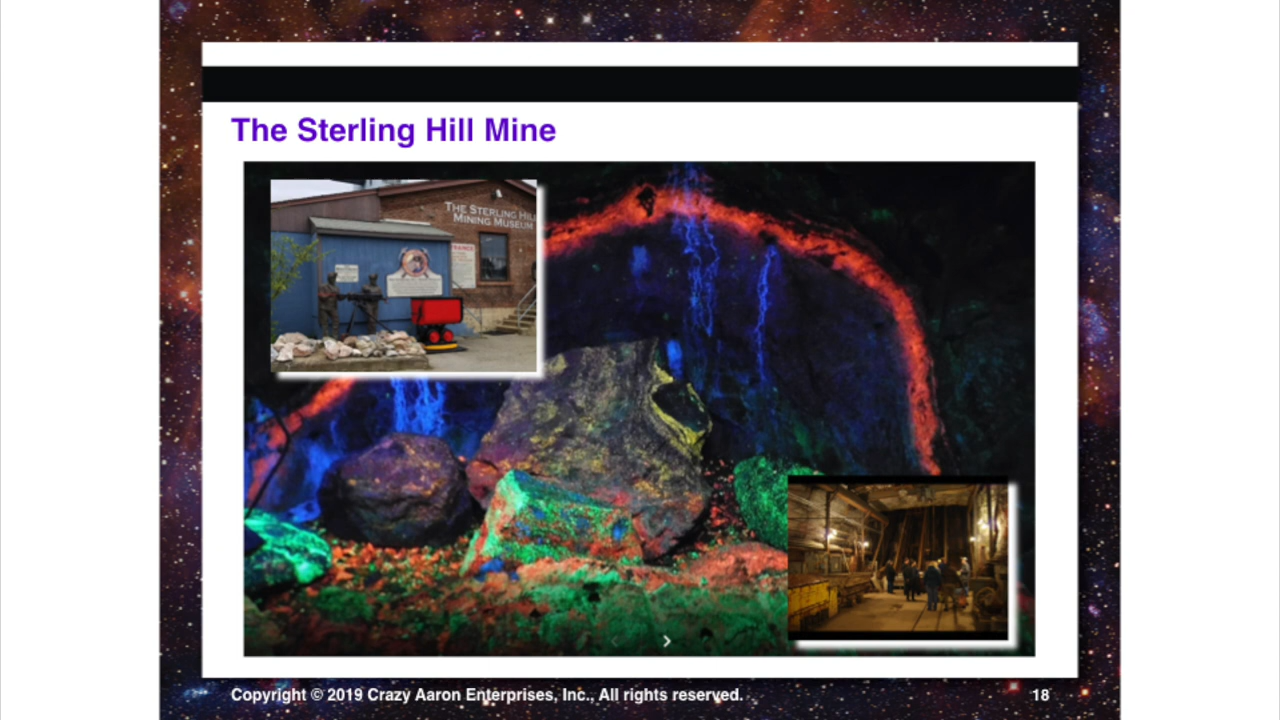 The Sterling Hill Mine
THE STERLING HILL
MINING MUSEUM
Copyright © 2019 Crazy Aaron Enterprises, Inc., All rights reserved.
18